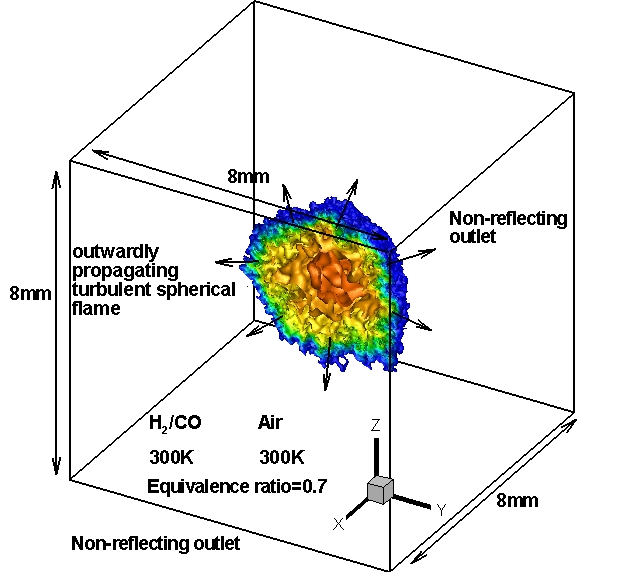 8mm
Non-reflecting
outlet
outwardly
propagating
turbulent spherical
flame
8mm
H₂/CO Air
300K 300K
Equivalence ratio=0.7
Z
Y
X
8mm
Non-reflecting outlet